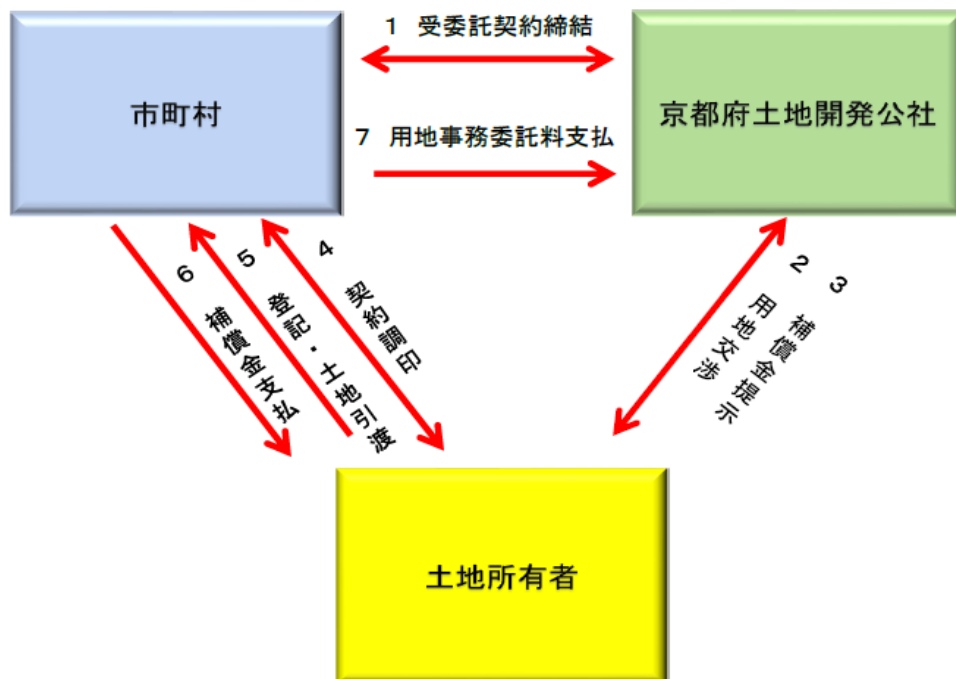 1 受委託契約締結
市町村
京都府土地開発公社
7 用地事務委託料支払
6 補償金支払
5 登記・土地引渡
4 契約調印
2 用地交渉
3 補償金提示
土地所有者